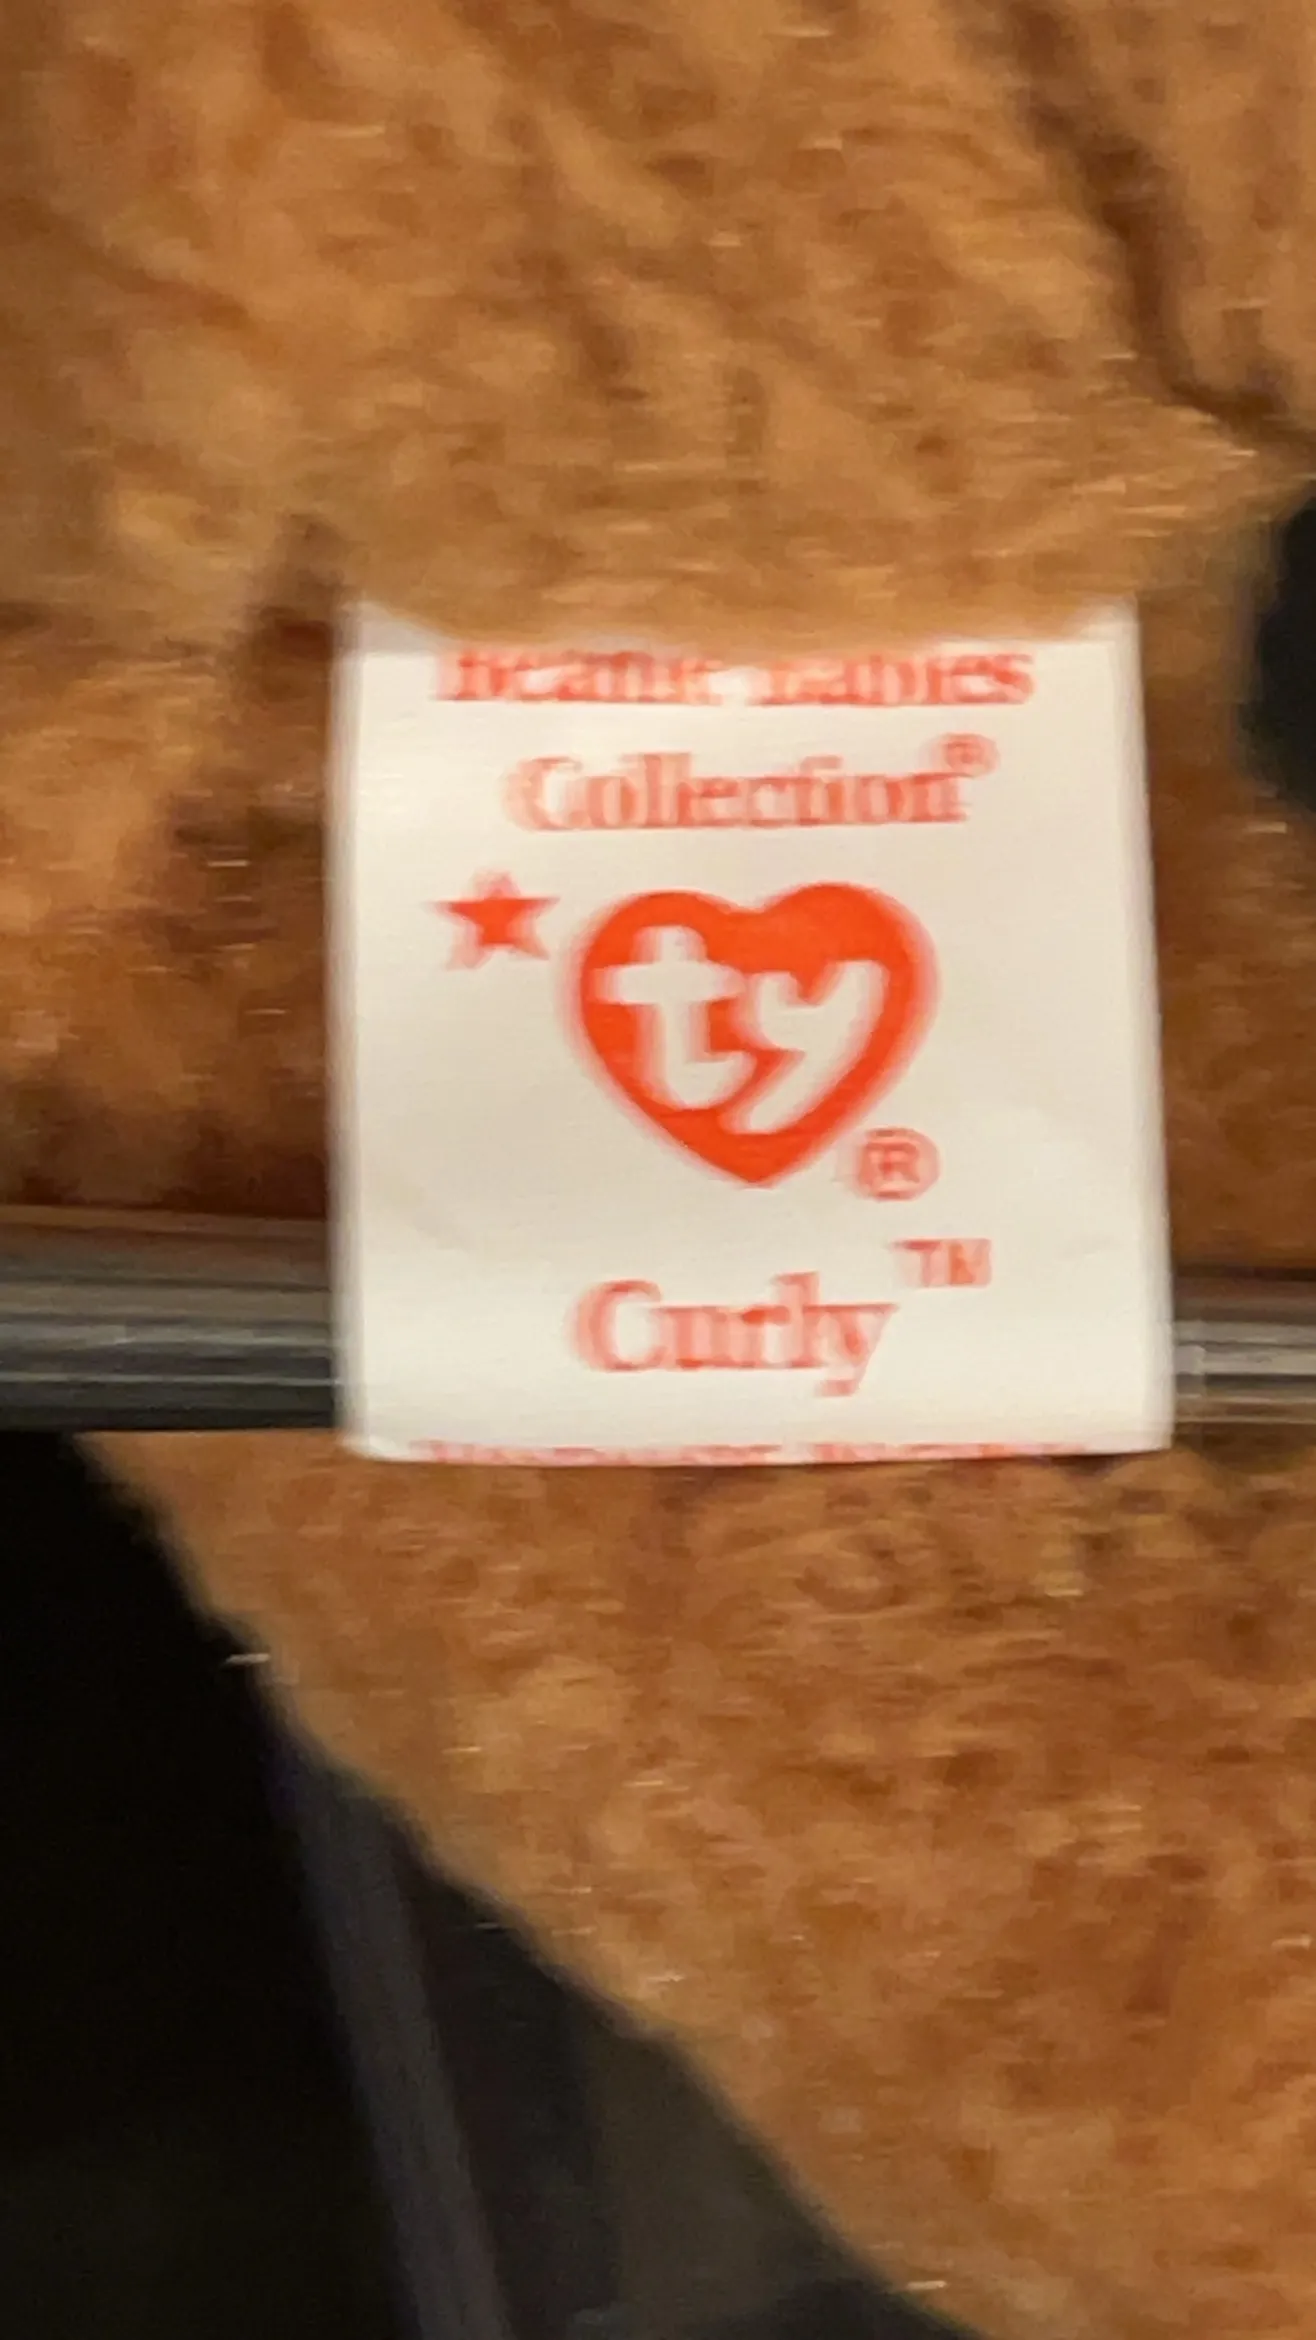 Beanie Babies
Collection®
ty
®
Curly™